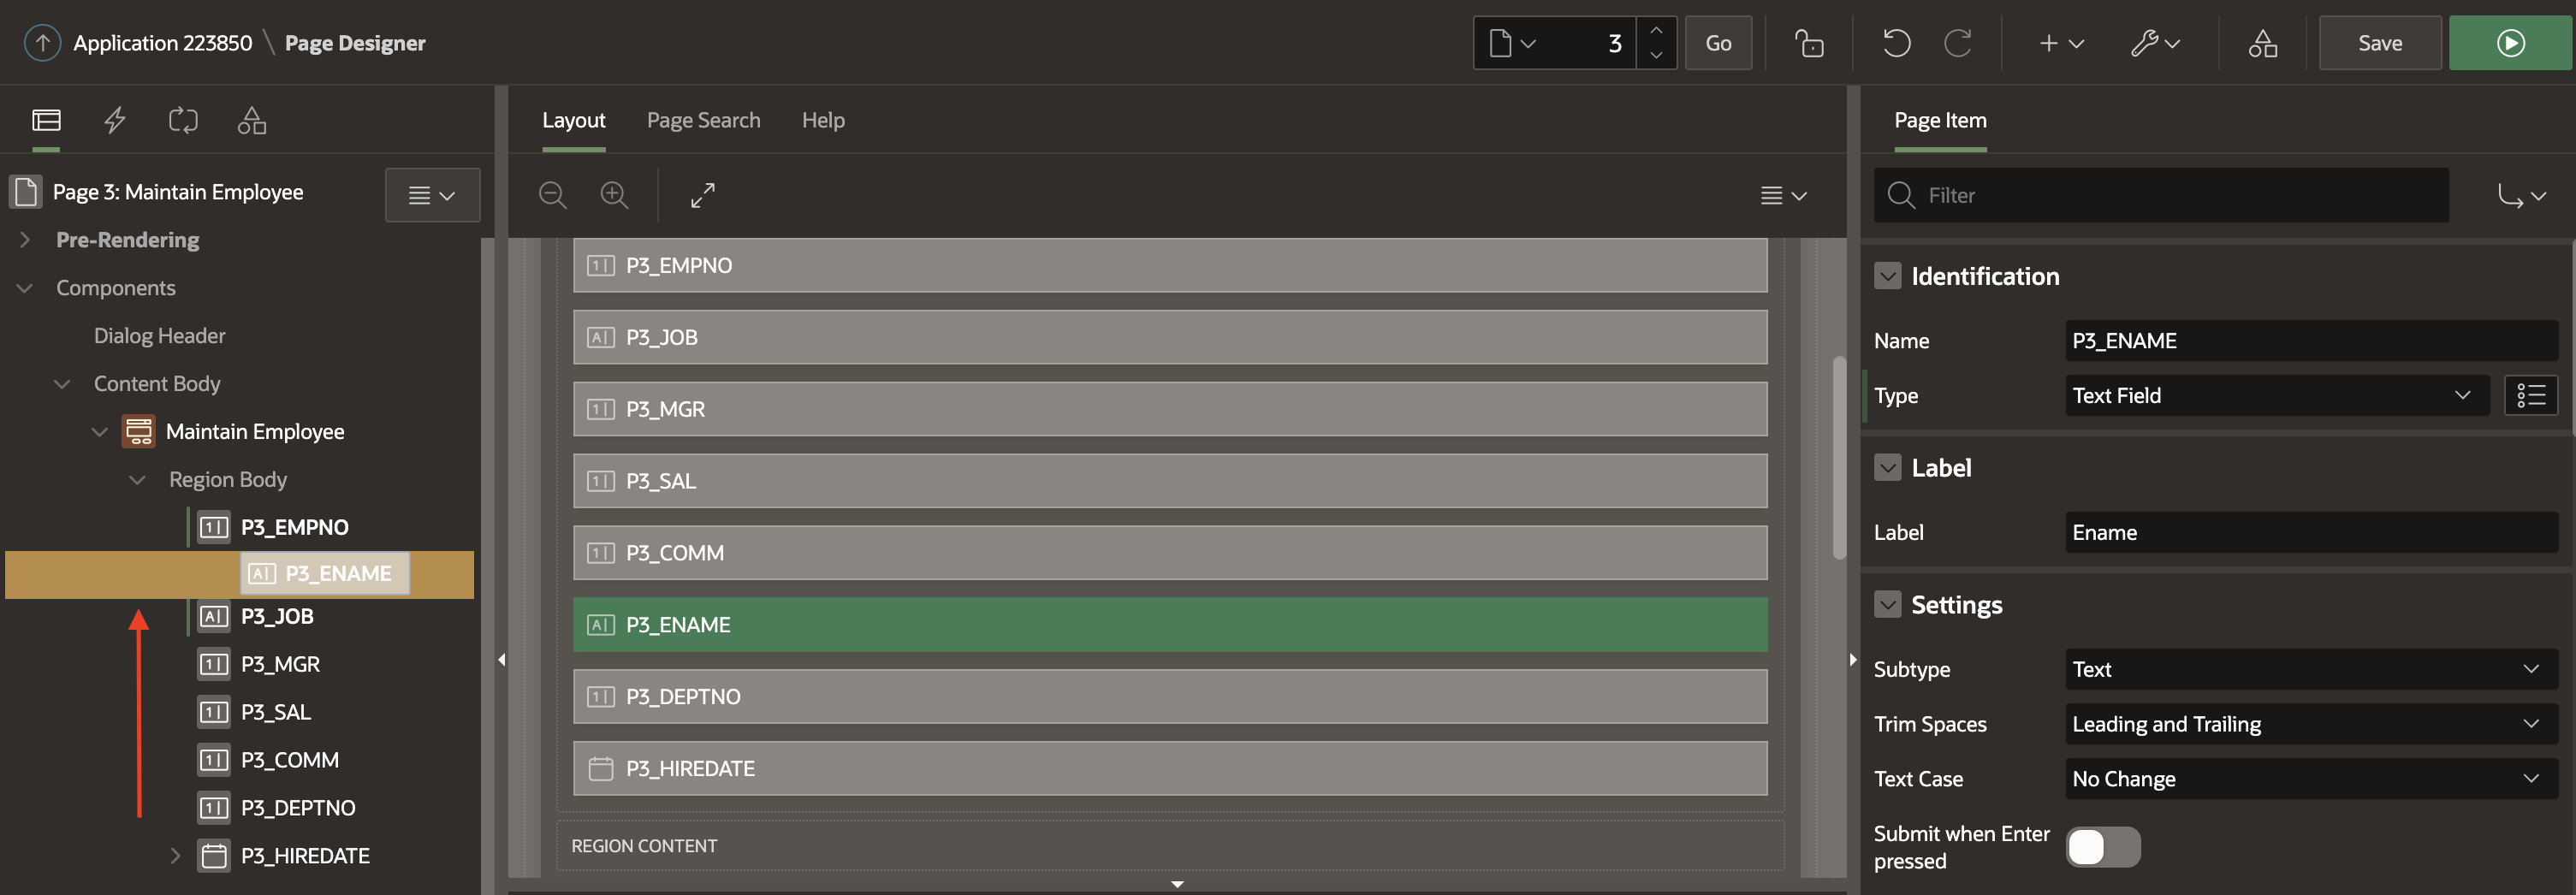 Application 223850 \ Page Designer
3
Go
Save
Layout
Page Search
Help
Page Item
Page 3: Maintain Employee
Pre-Rendering
Components
Dialog Header
Content Body
Maintain Employee
Region Body
P3_EMPNO
P3_ENAME
P3_JOB
P3_MGR
P3_SAL
P3_COMM
P3_DEPTNO
P3_HIREDATE
P3_EMPNO
P3_JOB
P3_MGR
P3_SAL
P3_COMM
P3_ENAME
P3_DEPTNO
P3_HIREDATE
REGION CONTENT
Filter
Identification
Name P3_ENAME
Type Text Field
Label
Label Ename
Settings
Subtype Text
Trim Spaces Leading and Trailing
Text Case No Change
Submit when Enter
pressed